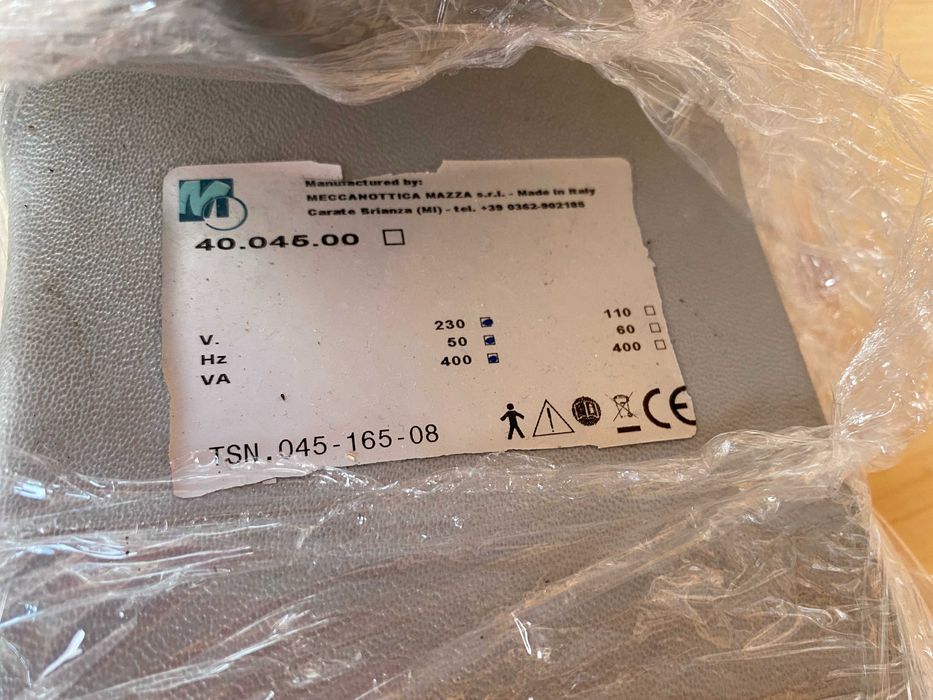 M
Manufactured by:
MECCANOTTICA MAZZA s.r.l. - Made in Italy
Carate Brianza (MI) - tel. +39 0362-902185
40.045.00
V. 230 110
Hz 50 60
VA 400 400
TSN.045-165-08
CE